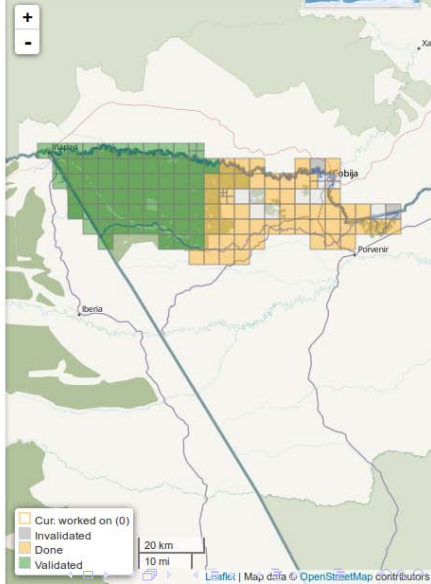 +
-
Xa
Iñapari
Cobija
Porvenir
Iberia
Cur. worked on (0)
Invalidated
Done
Validated
20 km
10 mi
Leaflet | Map data © OpenStreetMap contributors